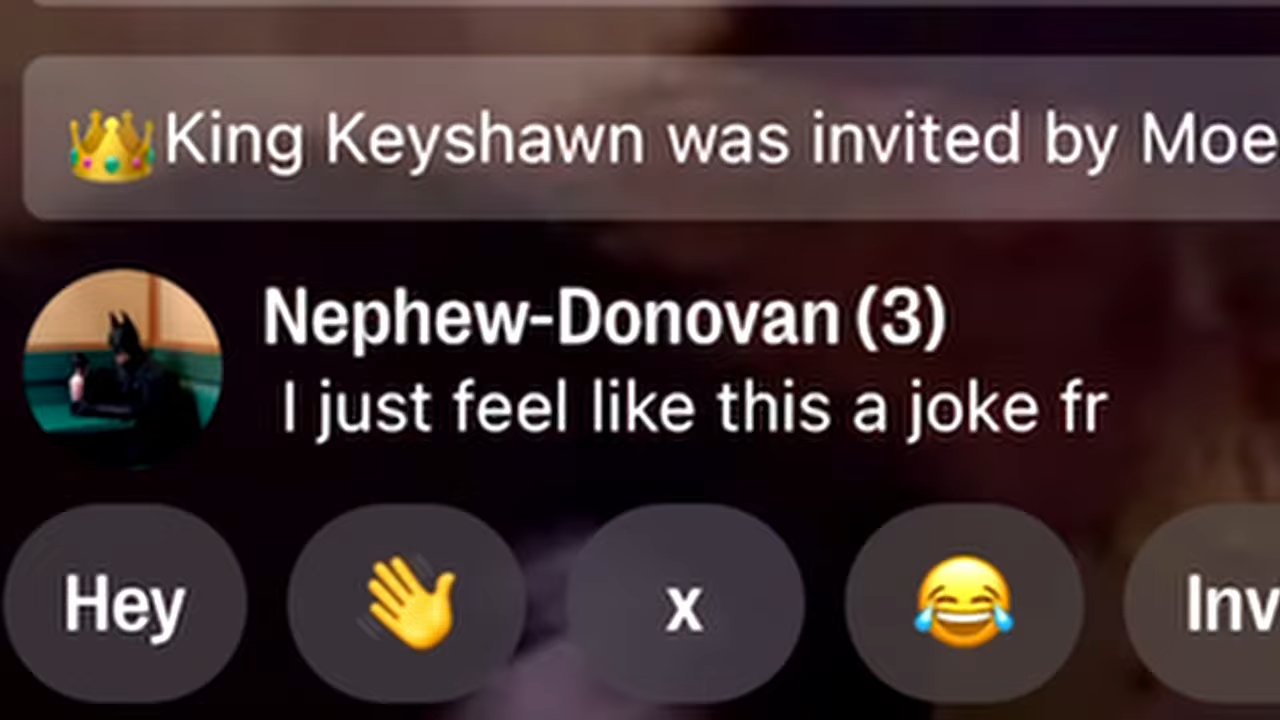 👑King Keyshawn was invited by Moe
Nephew-Donovan (3)
I just feel like this a joke fr
Hey 👋 x 😂 Inv